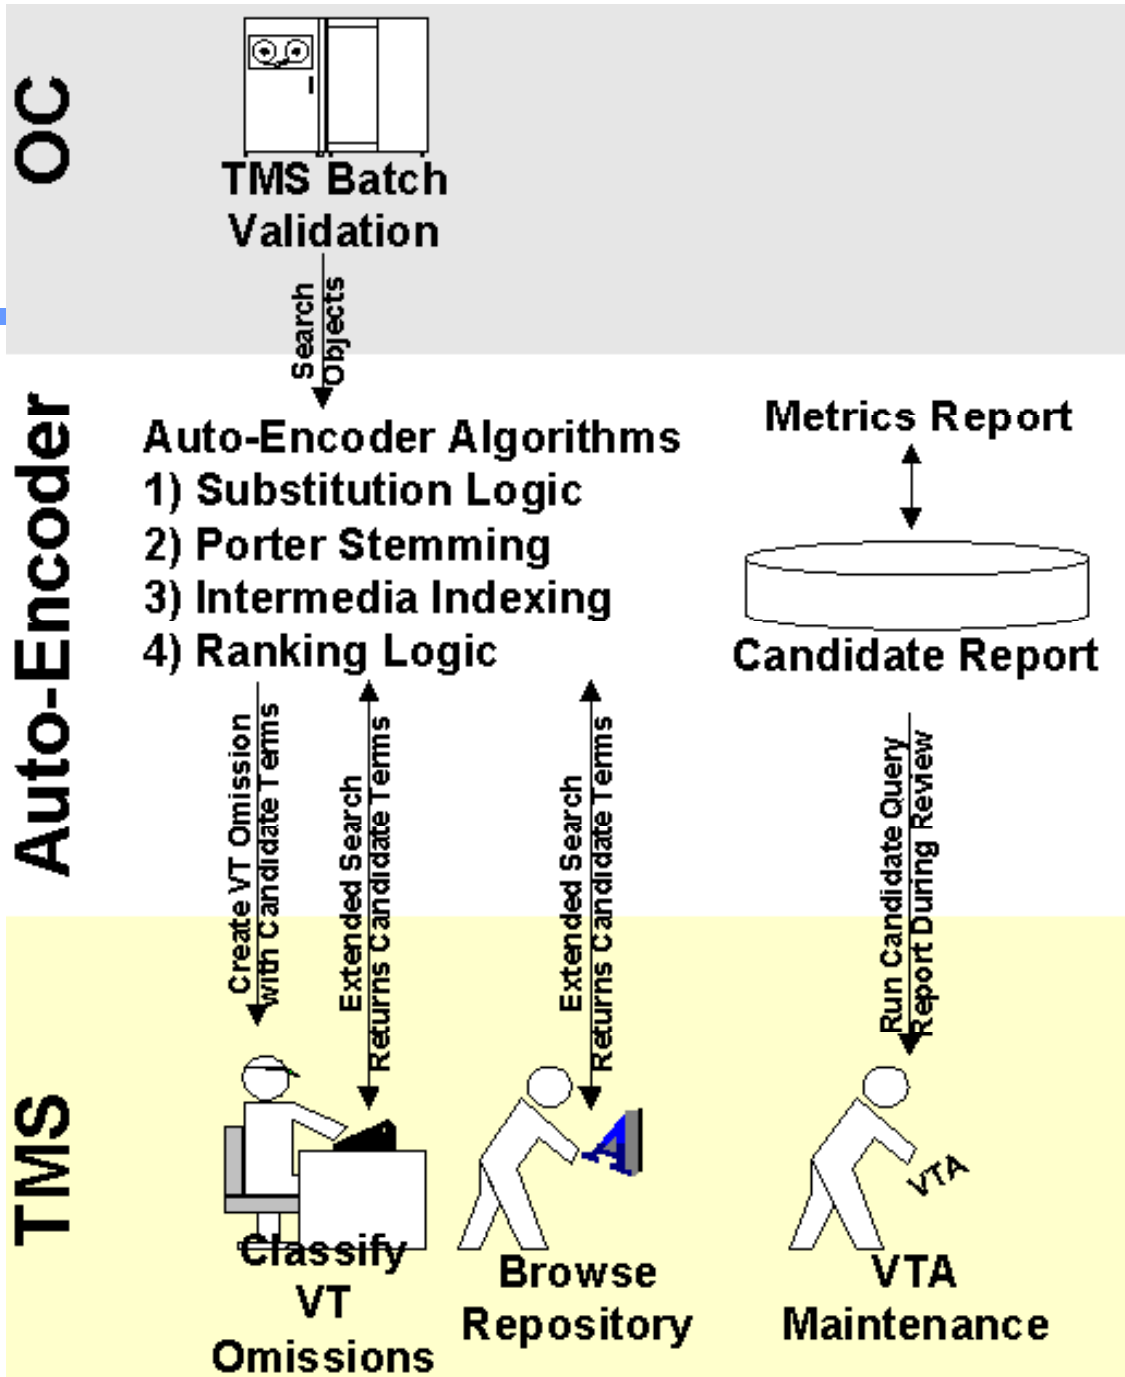 OC
TMS Batch
Validation
Search
Objects
Auto-Encoder
Auto-Encoder Algorithms
1) Substitution Logic
2) Porter Stemming
3) Intermedia Indexing
4) Ranking Logic
Metrics Report
Candidate Report
Create VT Omission
with Candidate Terms
Extended Search
Returns Candidate Terms
Extended Search
Returns Candidate Terms
Run Candidate Query
Report During Review
TMS
A
VTA
Classify
VT
Omissions
Browse
Repository
VTA
Maintenance